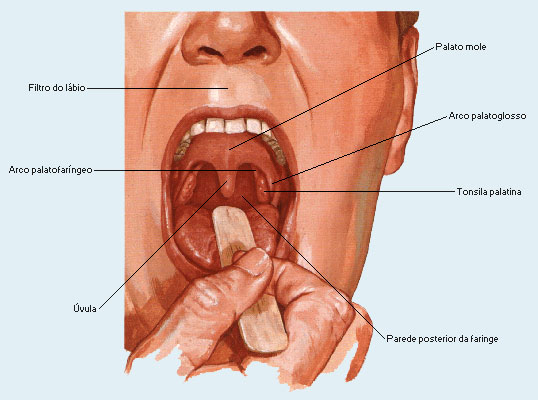 Palato mole
Filtro do lábio
Arco palatoglosso
Arco palatofaríngeo
Tonsila palatina
Úvula
Parede posterior da faringe